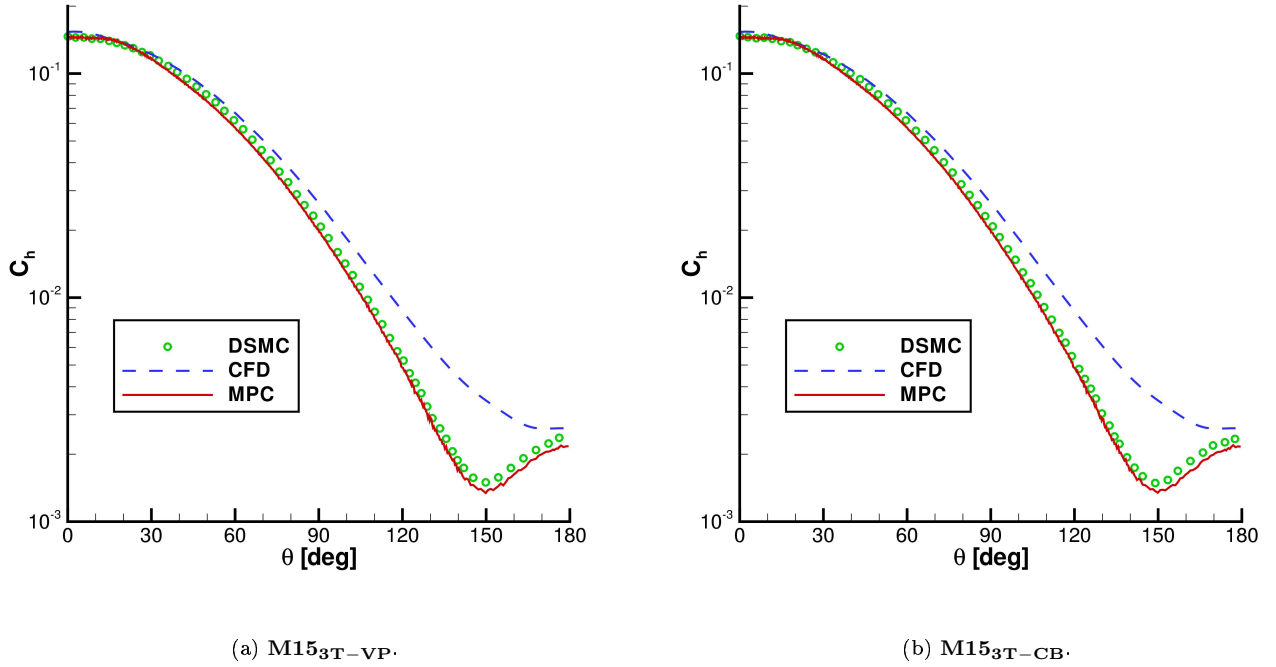 10⁻¹
10⁻²
10⁻³
C_h
DSMC
CFD
MPC
0 30 60 90 120 150 180
θ [deg]
(a) M15_3T−VP.
10⁻¹
10⁻²
10⁻³
C_h
DSMC
CFD
MPC
0 30 60 90 120 150 180
θ [deg]
(b) M15_3T−CB.